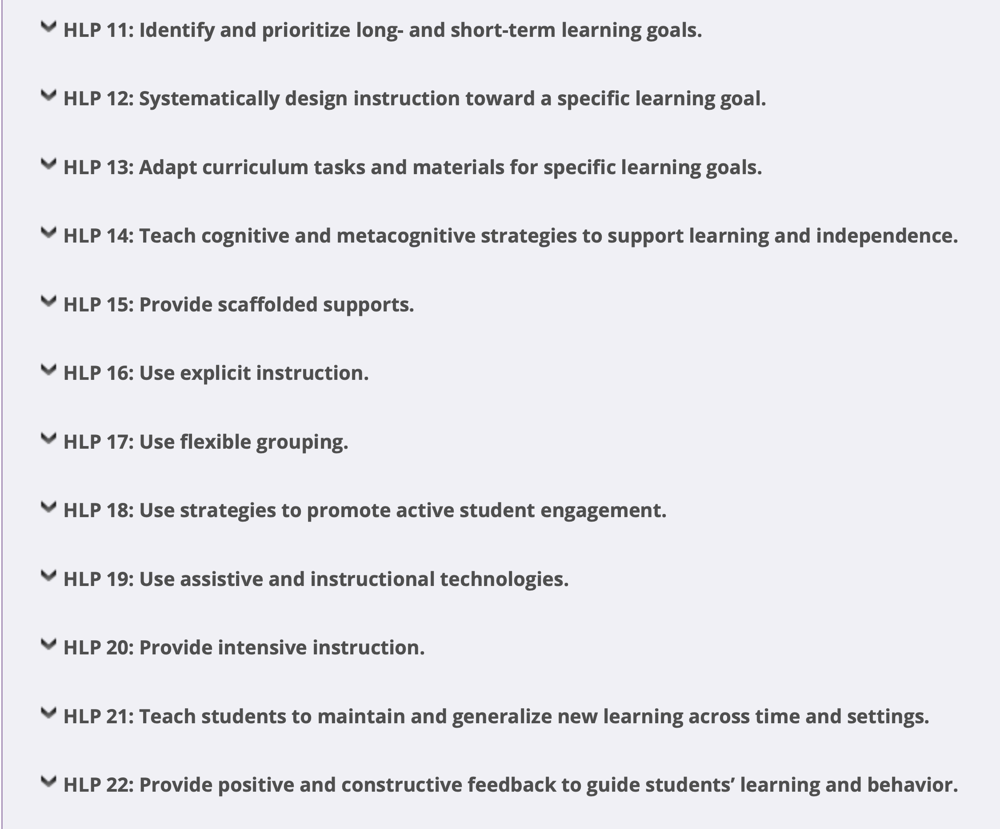 HLP 11: Identify and prioritize long- and short-term learning goals.
HLP 12: Systematically design instruction toward a specific learning goal.
HLP 13: Adapt curriculum tasks and materials for specific learning goals.
HLP 14: Teach cognitive and metacognitive strategies to support learning and independence.
HLP 15: Provide scaffolded supports.
HLP 16: Use explicit instruction.
HLP 17: Use flexible grouping.
HLP 18: Use strategies to promote active student engagement.
HLP 19: Use assistive and instructional technologies.
HLP 20: Provide intensive instruction.
HLP 21: Teach students to maintain and generalize new learning across time and settings.
HLP 22: Provide positive and constructive feedback to guide students’ learning and behavior.